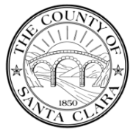 THE COUNTY OF
SANTA CLARA
1850